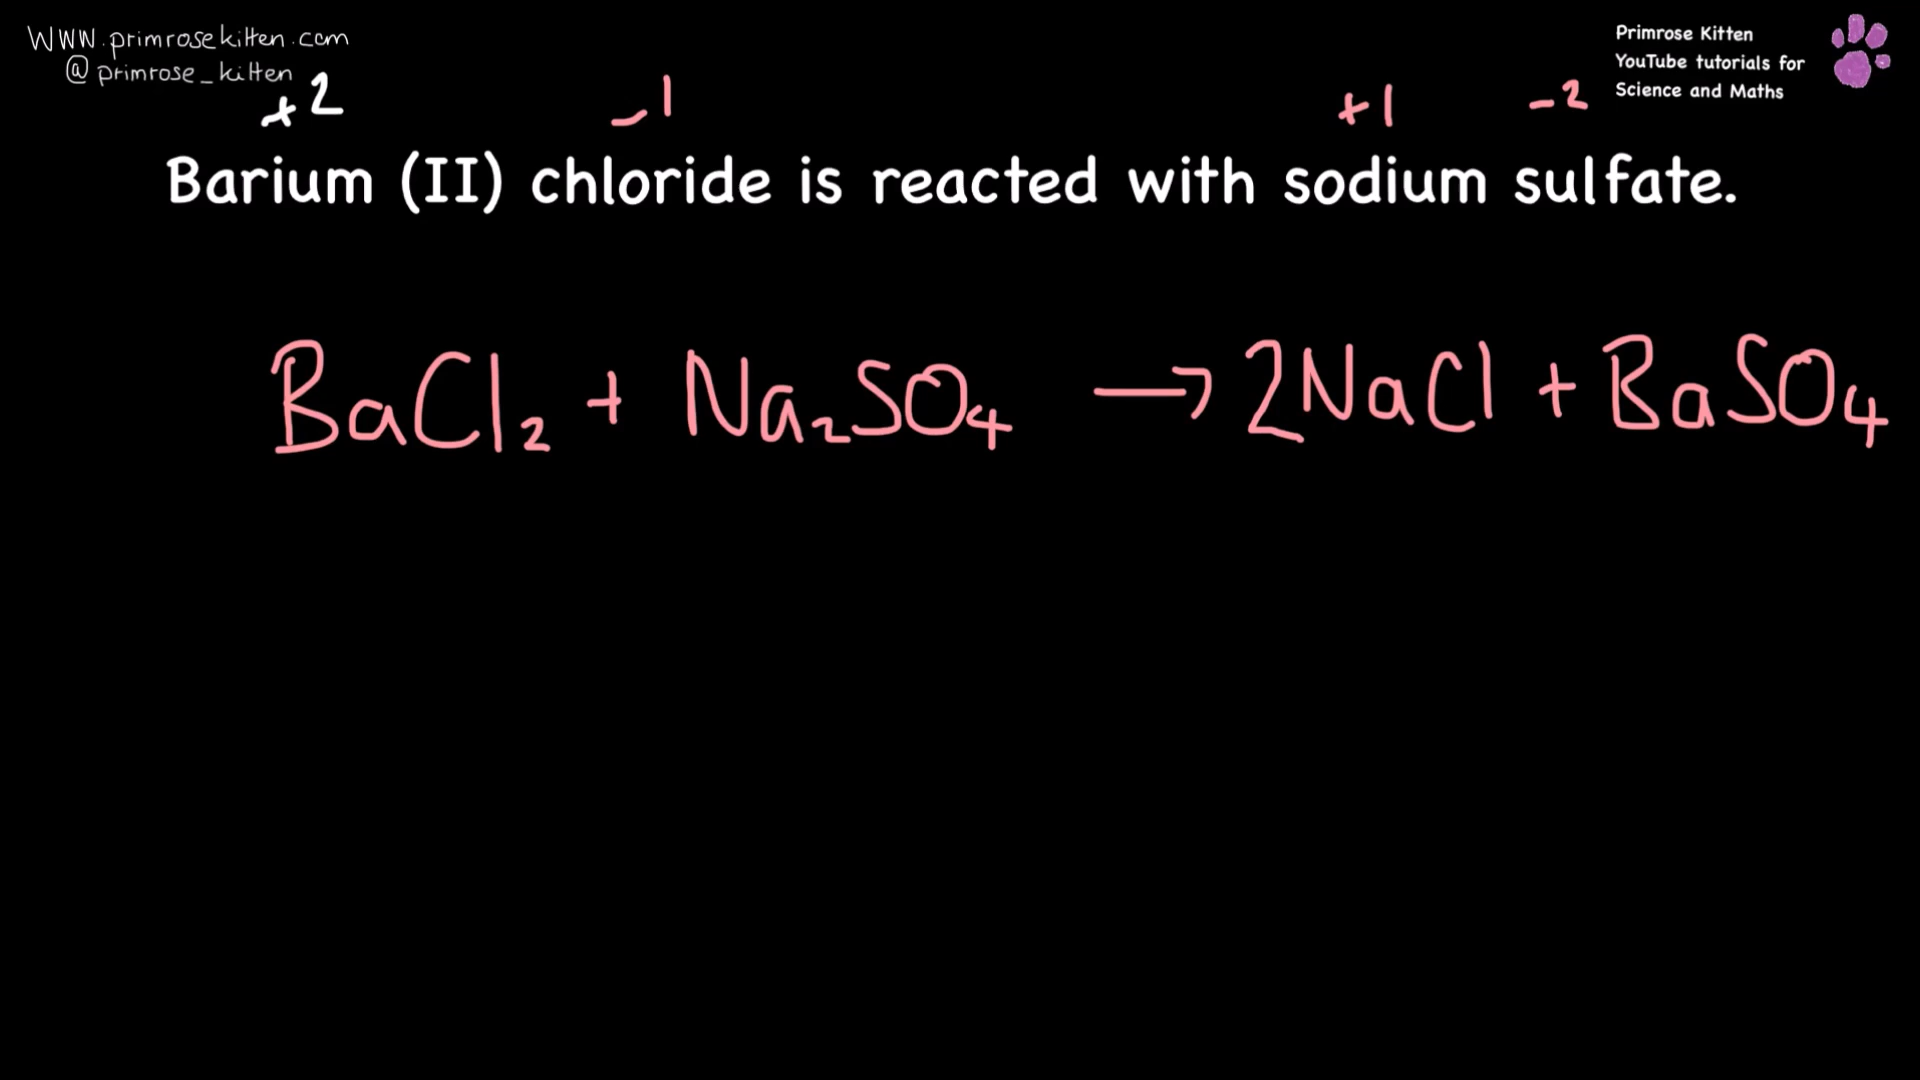 www.primrosekitten.com
@primrose_kitten
Primrose Kitten
YouTube tutorials for
Science and Maths
+2 -1 +1 -2
Barium (II) chloride is reacted with sodium sulfate.
BaCl₂ + Na₂SO₄ → 2NaCl + BaSO₄